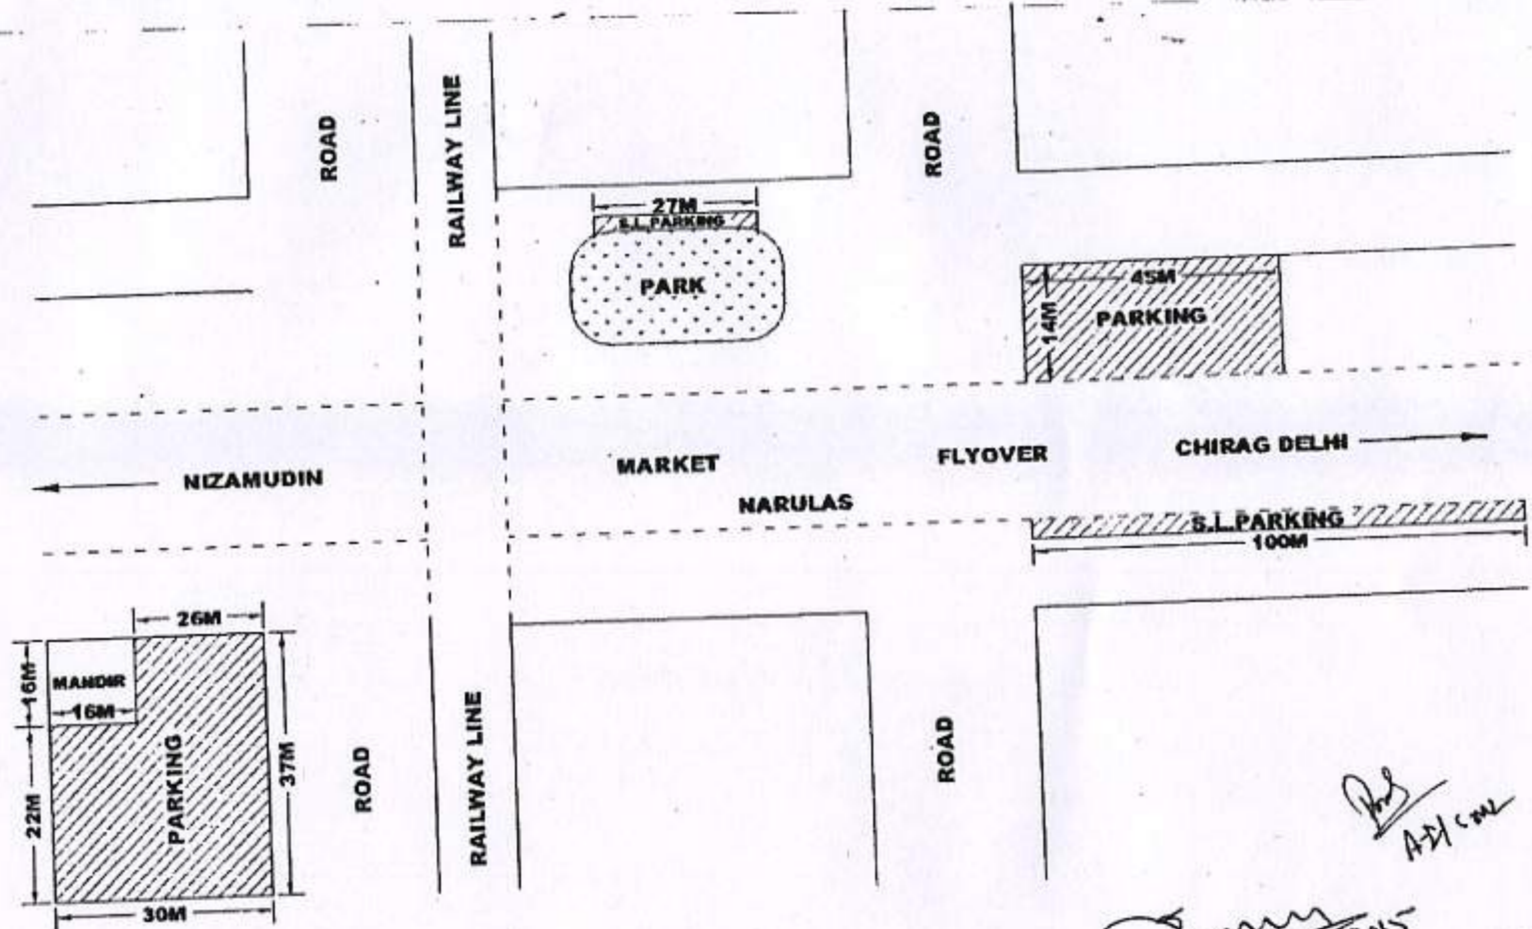 ROAD
RAILWAY LINE
ROAD
27M
S.L.PARKING
PARK
45M
14M
PARKING
NIZAMUDIN
MARKET
FLYOVER
CHIRAG DELHI
NARULAS
S.L.PARKING
100M
26M
16M
MANDIR
16M
22M
PARKING
37M
30M
ROAD
RAILWAY LINE
ROAD